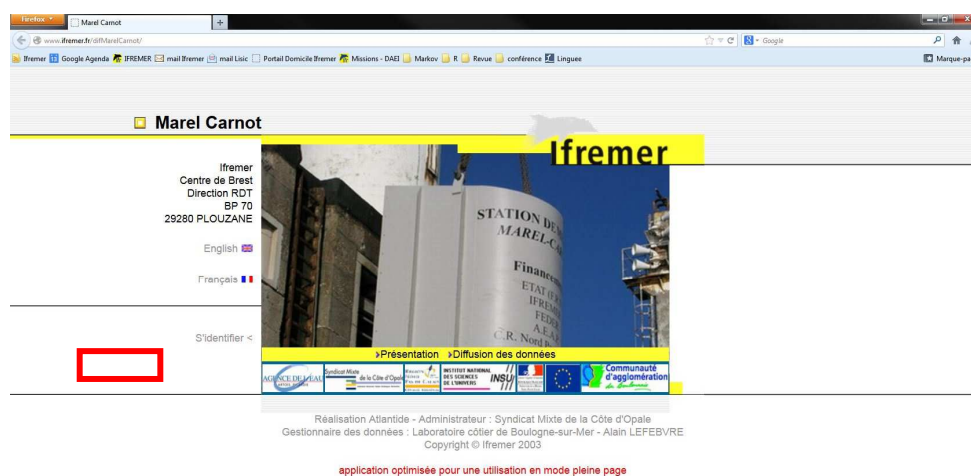 Firefox
Marel Carnot
www.ifremer.fr/difMarelCarnot/
Google
Ifremer Google Agenda IFREMER mail Ifremer mail Lisic Portail Domicile Ifremer Missions - DAEI Markov R Revue conférence Linguee
Marque-pa
Marel Carnot
Ifremer
Ifremer
Centre de Brest
Direction RDT
BP 70
29280 PLOUZANE
English
Français
S'identifier <
STATION DE
MAREL-CA
Finance
ETAT (F.
IFREM
FEDER
A.E.A
C.R. Nord
>Présentation >Diffusion des données
AGENCE DE L'EAU
Syndicat Mixte
de la Côte d'Opale
INSTITUT NATIONAL
DES SCIENCES
DE L'UNIVERS
INSU
Communauté
d'agglomération
du Boulonnais
Réalisation Atlantide - Administrateur : Syndicat Mixte de la Côte d'Opale
Gestionnaire des données : Laboratoire côtier de Boulogne-sur-Mer - Alain LEFEBVRE
Copyright © Ifremer 2003
application optimisée pour une utilisation en mode pleine page